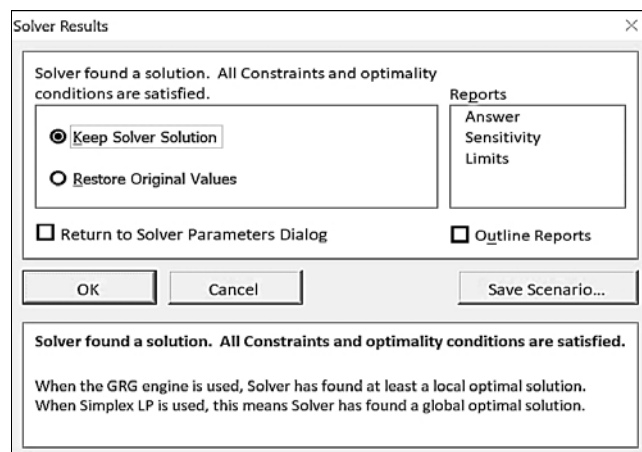 Solver Results
Solver found a solution. All Constraints and optimality
conditions are satisfied.
Keep Solver Solution
Restore Original Values
Reports
Answer
Sensitivity
Limits
Return to Solver Parameters Dialog
Outline Reports
OK
Cancel
Save Scenario...
Solver found a solution. All Constraints and optimality conditions are satisfied.
When the GRG engine is used, Solver has found at least a local optimal solution.
When Simplex LP is used, this means Solver has found a global optimal solution.